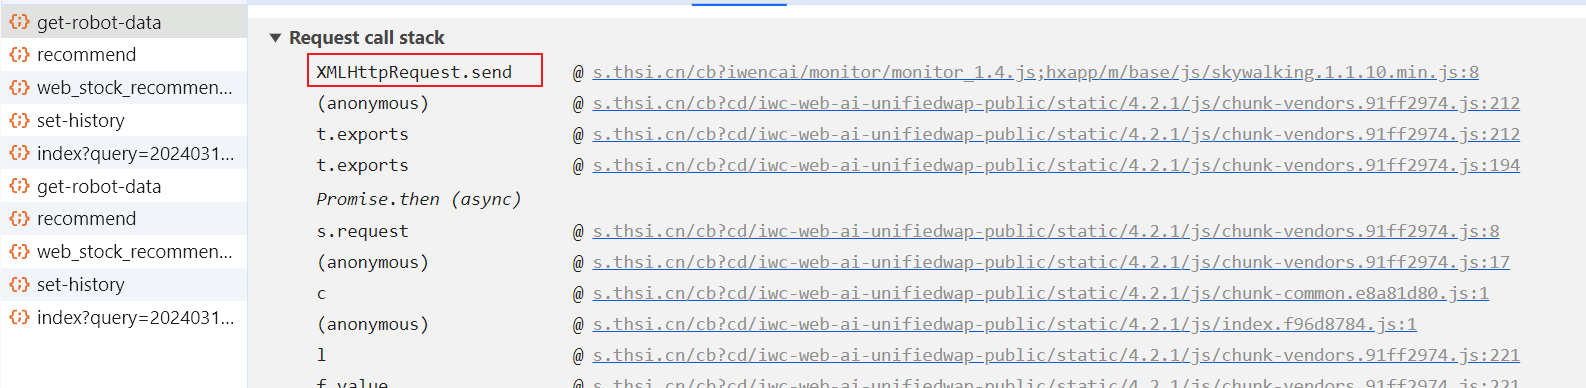 get-robot-data
recommend
web_stock_recommen...
set-history
index?query=2024031...
get-robot-data
recommend
web_stock_recommen...
set-history
index?query=2024031...
Request call stack
XMLHttpRequest.send @ s.thsi.cn/cb?iwencai/monitor/monitor_1.4.js;hxapp/m/base/js/skywalking.1.1.10.min.js:8
(anonymous) @ s.thsi.cn/cb?cd/iwc-web-ai-unifiedwap-public/static/4.2.1/js/chunk-vendors.91ff2974.js:212
t.exports @ s.thsi.cn/cb?cd/iwc-web-ai-unifiedwap-public/static/4.2.1/js/chunk-vendors.91ff2974.js:212
t.exports @ s.thsi.cn/cb?cd/iwc-web-ai-unifiedwap-public/static/4.2.1/js/chunk-vendors.91ff2974.js:194
Promise.then (async)
s.request @ s.thsi.cn/cb?cd/iwc-web-ai-unifiedwap-public/static/4.2.1/js/chunk-vendors.91ff2974.js:8
(anonymous) @ s.thsi.cn/cb?cd/iwc-web-ai-unifiedwap-public/static/4.2.1/js/chunk-vendors.91ff2974.js:17
c @ s.thsi.cn/cb?cd/iwc-web-ai-unifiedwap-public/static/4.2.1/js/chunk-common.e8a81d80.js:1
(anonymous) @ s.thsi.cn/cb?cd/iwc-web-ai-unifiedwap-public/static/4.2.1/js/index.f96d8784.js:1
l @ s.thsi.cn/cb?cd/iwc-web-ai-unifiedwap-public/static/4.2.1/js/chunk-vendors.91ff2974.js:221
f.value @ s.thsi.cn/cb?cd/iwc-web-ai-unifiedwap-public/static/4.2.1/js/chunk-vendors.91ff2974.js:221